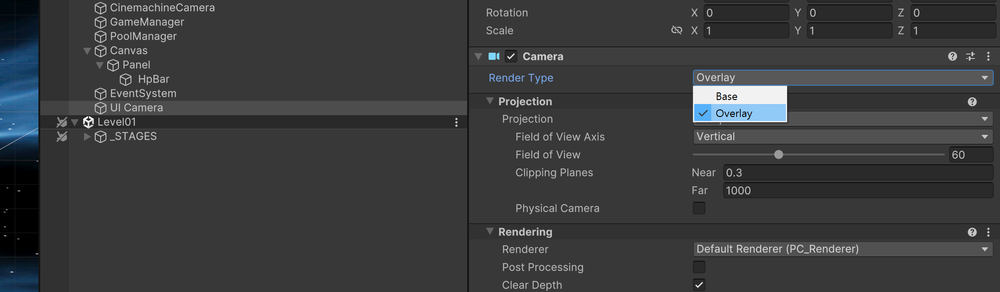 CinemachineCamera
GameManager
PoolManager
Canvas
Panel
HpBar
EventSystem
UI Camera
Level01
_STAGES
Rotation X 0 Y 0 Z 0
Scale X 1 Y 1 Z 1
Camera
Render Type Overlay
Base
Overlay
Projection
Projection
Field of View Axis Vertical
Field of View 60
Clipping Planes Near 0.3
Far 1000
Physical Camera
Rendering
Renderer Default Renderer (PC_Renderer)
Post Processing
Clear Depth